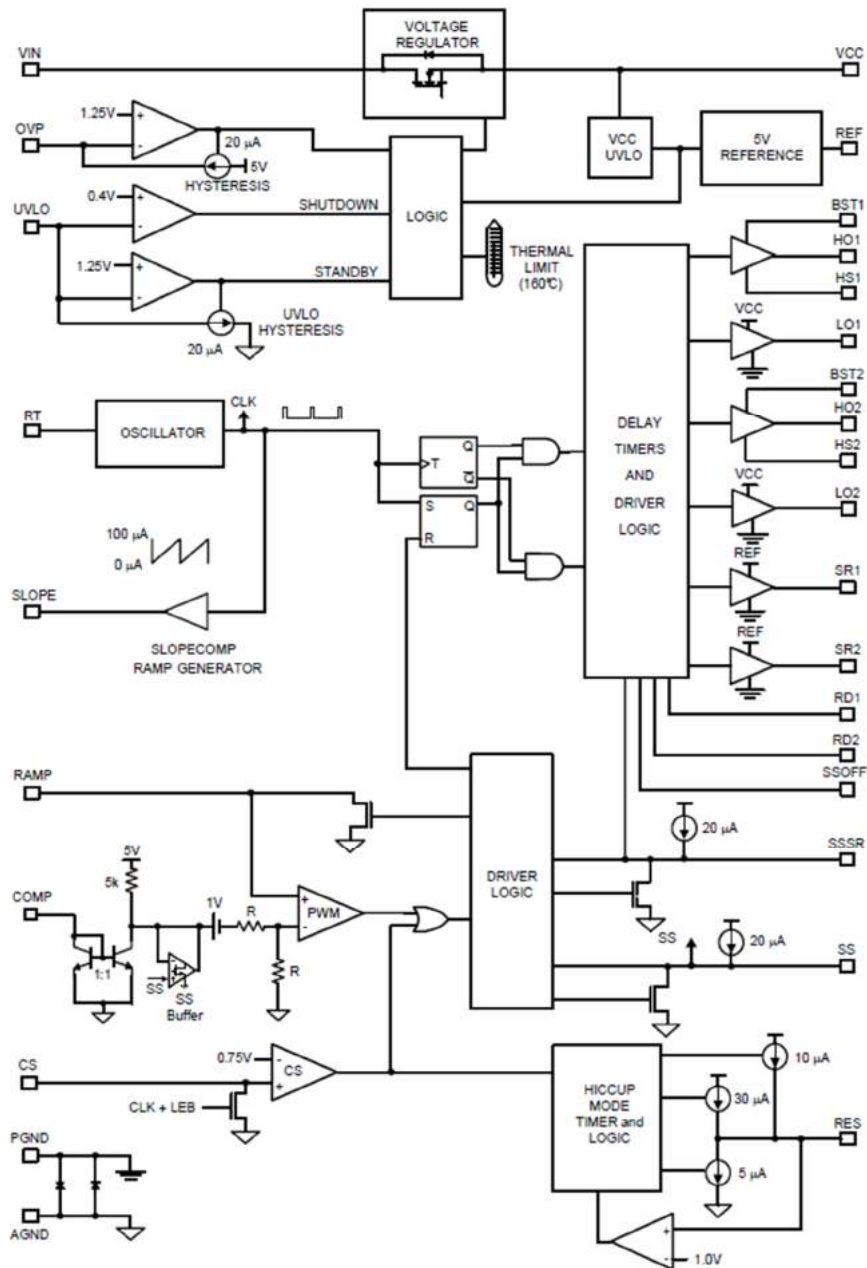 VOLTAGE
REGULATOR
VIN
VCC
1.25V
+
OVP
-
20 µA
5V
HYSTERESIS
VCC
UVLO
5V
REFERENCE
REF
0.4V
+
UVLO
-
SHUTDOWN
LOGIC
BST1
HO1
HS1
THERMAL
LIMIT
(160°C)
1.25V
+
-
STANDBY
UVLO
HYSTERESIS
20 µA
VCC
LO1
BST2
HO2
HS2
RT
OSCILLATOR
CLK
T
Q
Q
S
Q
R
DELAY
TIMERS
AND
DRIVER
LOGIC
VCC
LO2
100 µA
0 µA
REF
SR1
SLOPE
SLOPECOMP
RAMP GENERATOR
REF
SR2
RD1
RD2
SSOFF
RAMP
20 µA
SSSR
DRIVER
LOGIC
5V
5k
COMP
1V
R
+
PWM
-
1:1
-
+
SS
SS
Buffer
R
SS
20 µA
SS
0.75V
-
CS
CS
+
CLK + LEB
HICCUP
MODE
TIMER and
LOGIC
10 µA
30 µA
RES
5 µA
PGND
AGND
+
-
1.0V